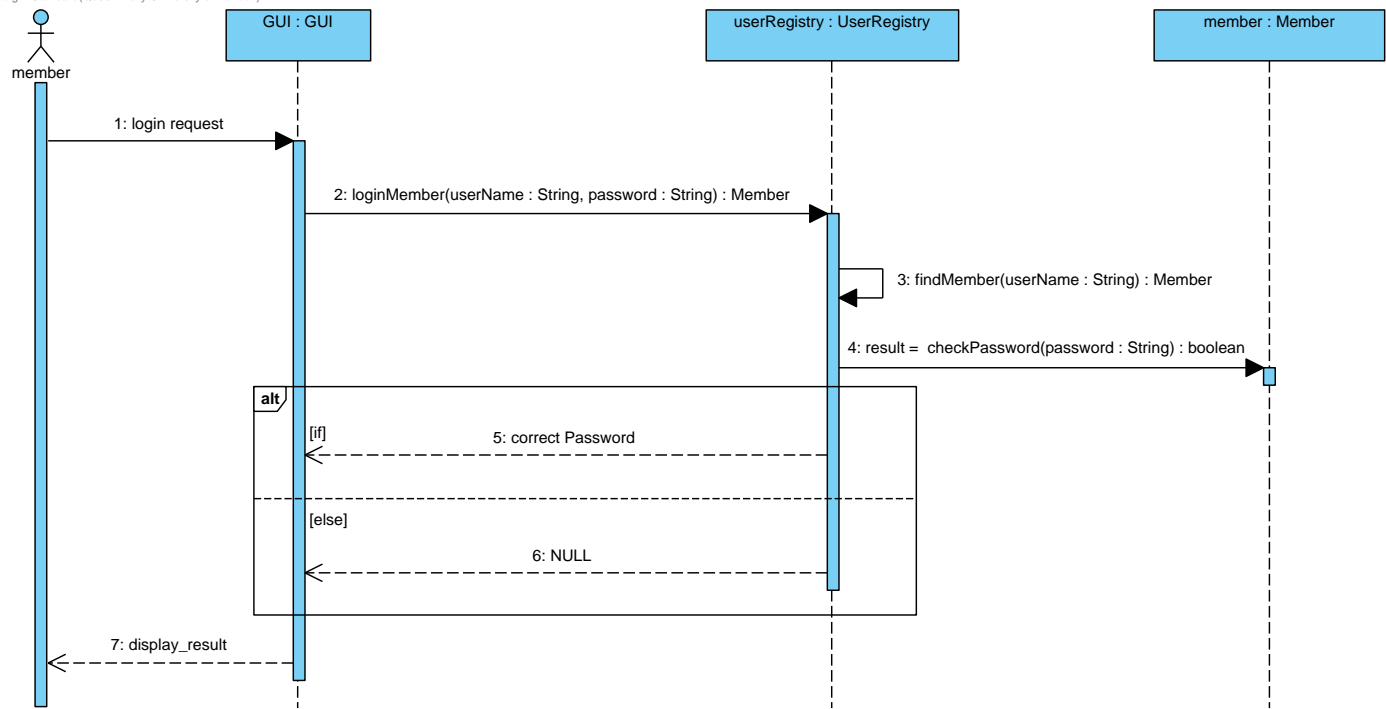 GUI : GUI
userRegistry : UserRegistry
member : Member
member
1: login request
2: loginMember(userName : String, password : String) : Member
3: findMember(userName : String) : Member
4: result =  checkPassword(password : String) : boolean
alt
[if]
5: correct Password
[else]
6: NULL
7: display_result